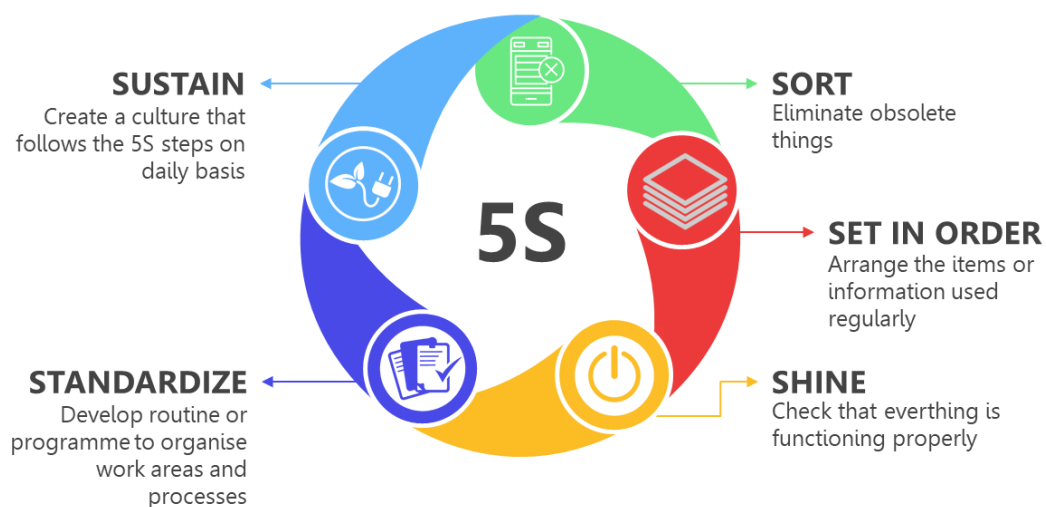 SUSTAIN
Create a culture that
follows the 5S steps on
daily basis
SORT
Eliminate obsolete
things
5S
SET IN ORDER
Arrange the items or
information used
regularly
STANDARDIZE
Develop routine or
programme to organise
work areas and
processes
SHINE
Check that everthing is
functioning properly